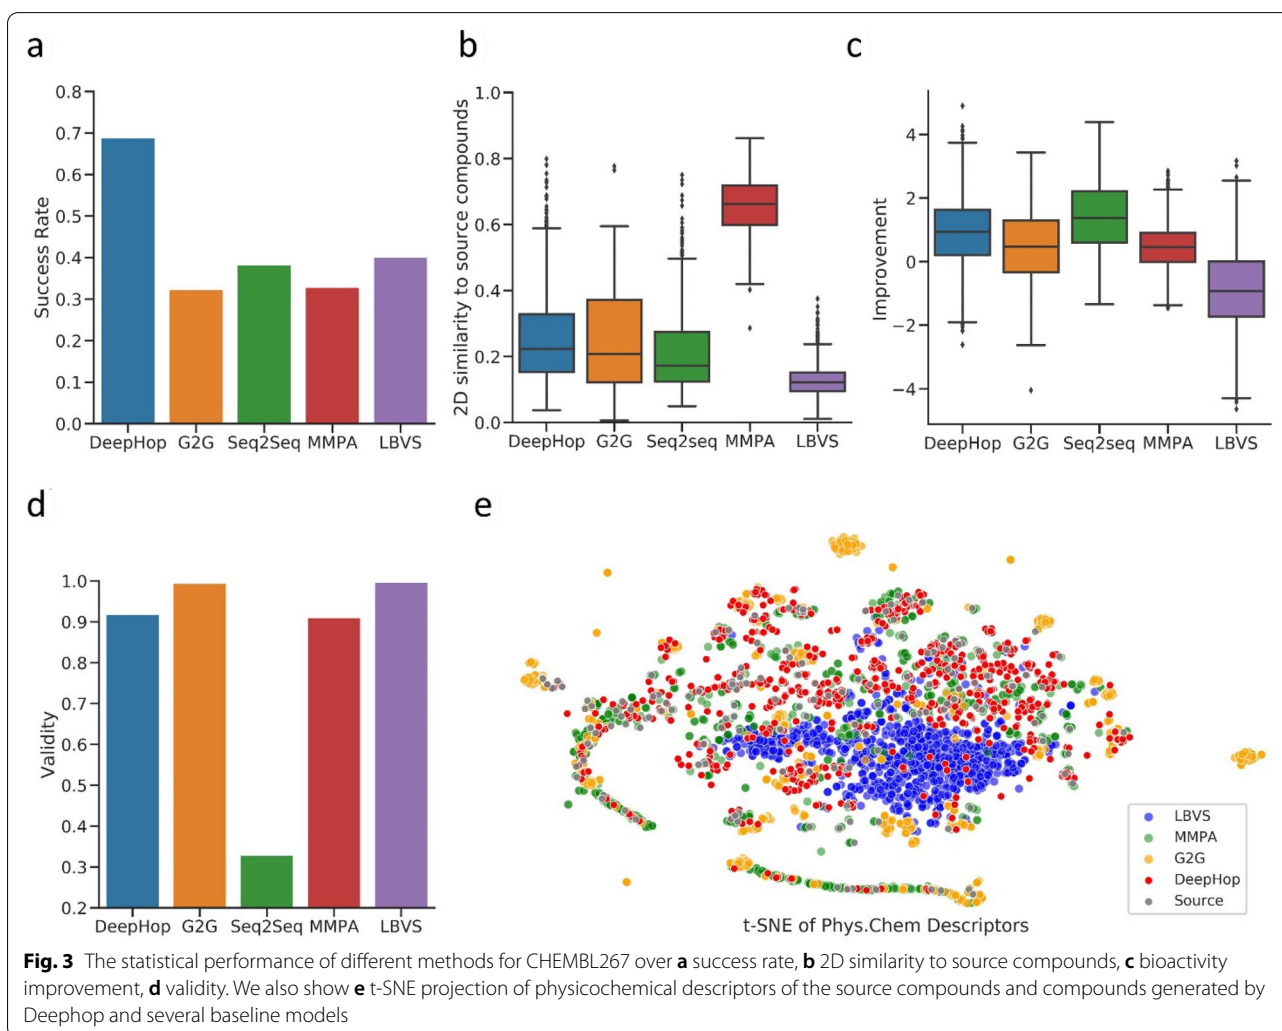 a
0.8
0.7
0.6
0.5
0.4
0.3
0.2
0.1
0.0
Success Rate
DeepHop G2G Seq2Seq MMPA LBVS
b
1.0
0.8
0.6
0.4
0.2
0.0
2D similarity to source compounds
DeepHop G2G Seq2seq MMPA LBVS
c
4
2
0
−2
−4
Improvement
DeepHop G2G Seq2Seq MMPA LBVS
d
1.0
0.9
0.8
0.7
0.6
0.5
0.4
0.3
0.2
Validity
DeepHop G2G Seq2Seq MMPA LBVS
e
LBVS
MMPA
G2G
DeepHop
Source
t-SNE of Phys.Chem Descriptors
Fig. 3 The statistical performance of different methods for CHEMBL267 over a success rate, b 2D similarity to source compounds, c bioactivity
improvement, d validity. We also show e t-SNE projection of physicochemical descriptors of the source compounds and compounds generated by
Deephop and several baseline models